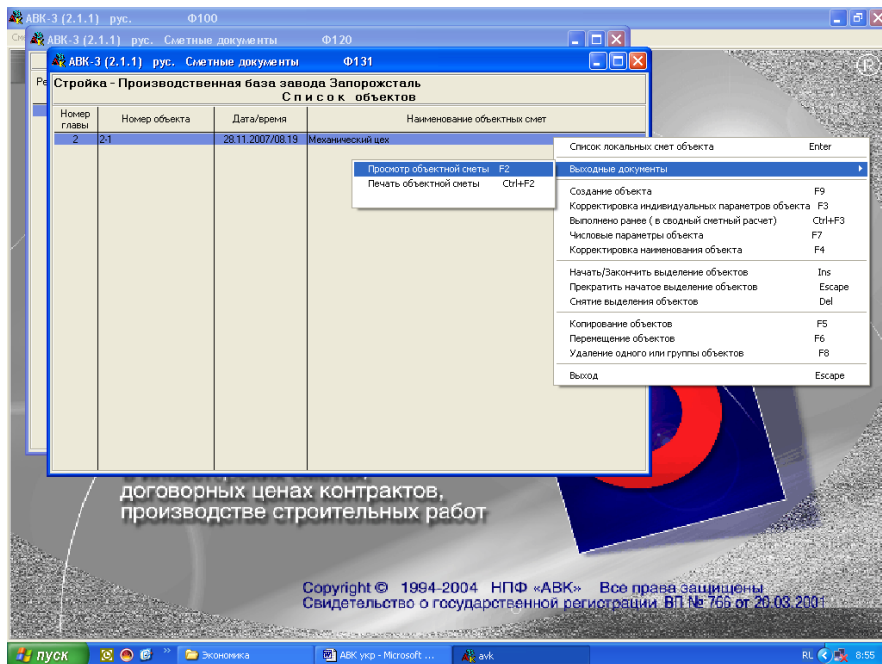 АВК-3 (2.1.1) рус. Ф100
АВК-3 (2.1.1) рус. Сметные документы Ф120
АВК-3 (2.1.1) рус. Сметные документы Ф131
Стройка - Производственная база завода Запорожсталь
Список объектов
Номер главы Номер объекта Дата/время Наименование объектных смет
2 2-1 28.11.2007/08.19 Механический цех
Список локальных смет объекта Enter
Выходные документы
Просмотр объектной сметы F2
Печать объектной сметы Ctrl+F2
Создание объекта F9
Корректировка индивидуальных параметров объекта F3
Выполнено ранее ( в сводный сметный расчет) Ctrl+F3
Числовые параметры объекта F7
Корректировка наименования объекта F4
Начать/Закончить выделение объектов Ins
Прекратить начатое выделение объектов Escape
Снятие выделения объектов Del
Копирование объектов F5
Перемещение объектов F6
Удаление одного или группы объектов F8
Выход Escape
договорных ценах контрактов,
производстве строительных работ
Copyright © 1994-2004 НПФ «АВК» Все права защищены
Свидетельство о государственной регистрации ВП № 766 от 20.03.2001
пуск
Экономика
АВК укр - Microsoft ...
avk
RL
8:55